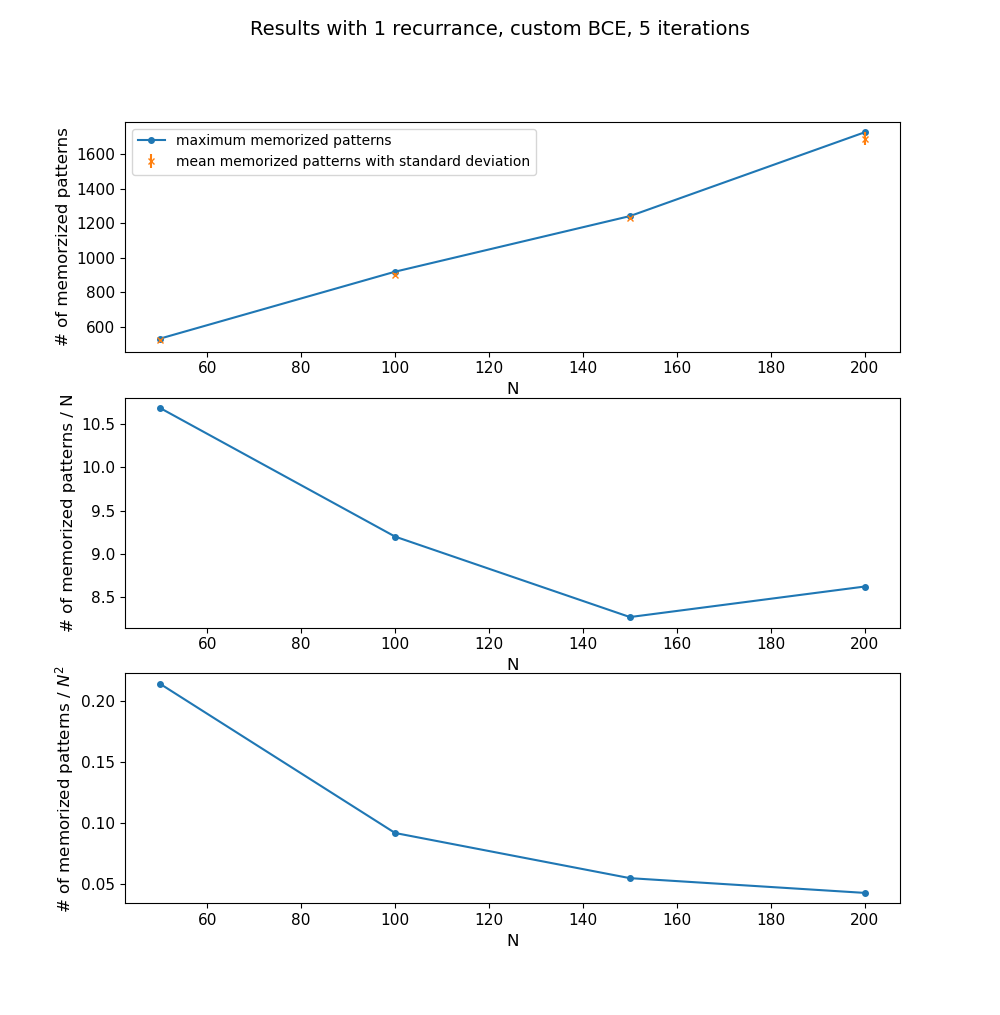 Results with 1 recurrance, custom BCE, 5 iterations
# of memorzized patterns
1600
1400
1200
1000
800
600
maximum memorized patterns
mean memorized patterns with standard deviation
60 80 100 120 140 160 180 200
N
# of memorized patterns / N
10.5
10.0
9.5
9.0
8.5
60 80 100 120 140 160 180 200
N
# of memorized patterns / N²
0.20
0.15
0.10
0.05
60 80 100 120 140 160 180 200
N